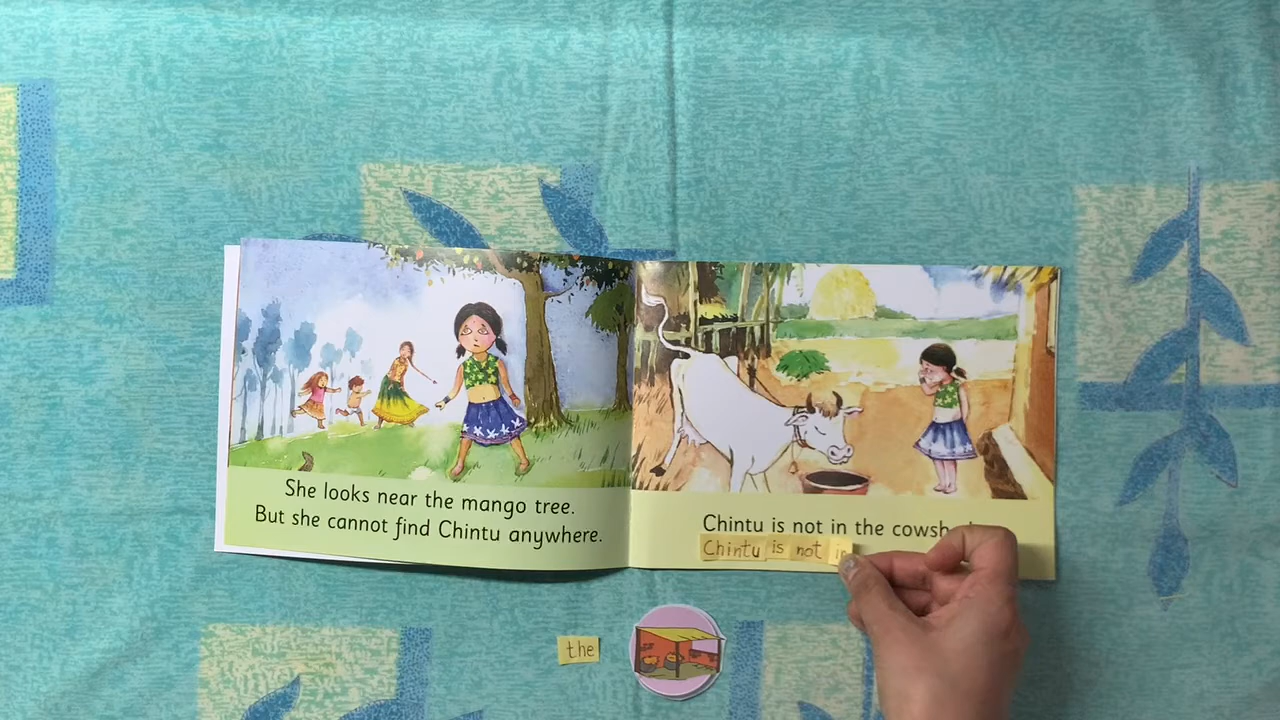 She looks near the mango tree.
But she cannot find Chintu anywhere.
Chintu is not in the
Chintu is not in
the